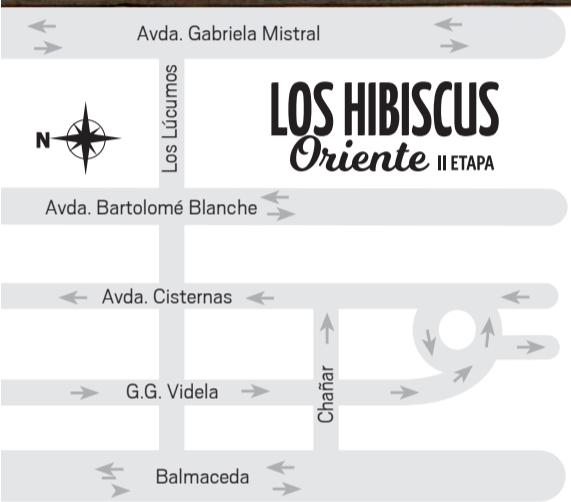 Avda. Gabriela Mistral
Los Lúcumos
LOS HIBISCUS
Oriente II ETAPA
N
Avda. Bartolomé Blanche
Avda. Cisternas
G.G. Videla
Chañar
Balmaceda